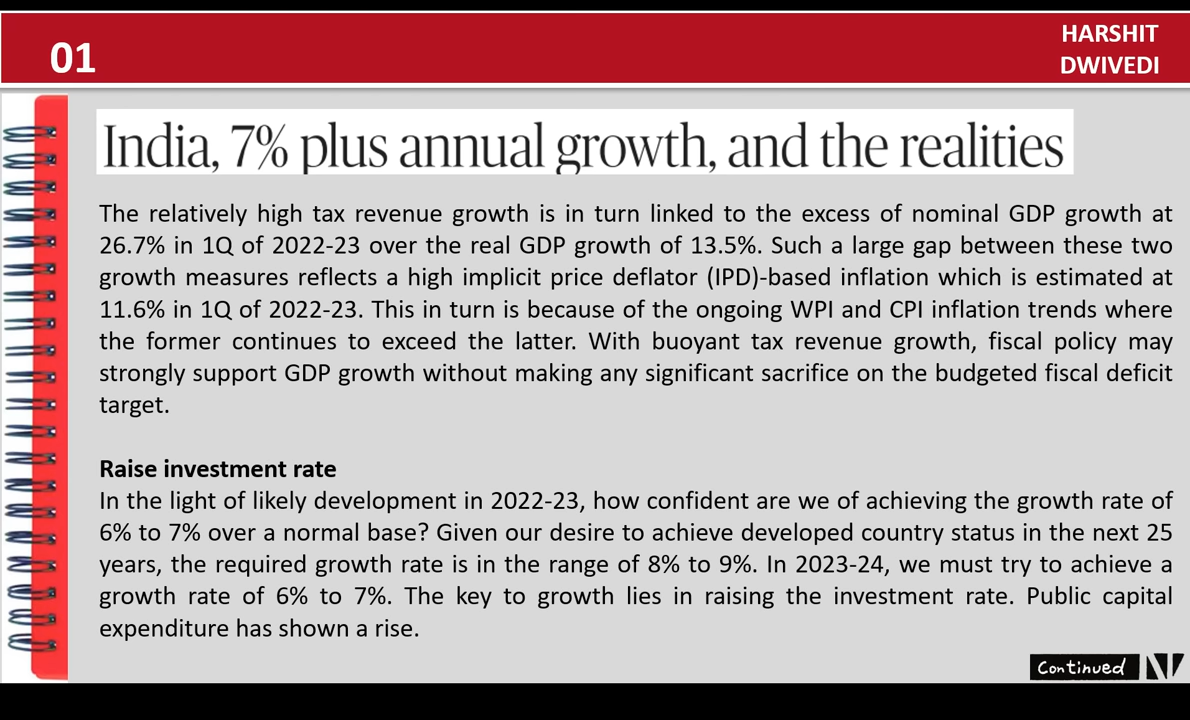 01
HARSHIT
DWIVEDI
India, 7% plus annual growth, and the realities
The relatively high tax revenue growth is in turn linked to the excess of nominal GDP growth at
26.7% in 1Q of 2022-23 over the real GDP growth of 13.5%. Such a large gap between these two
growth measures reflects a high implicit price deflator (IPD)-based inflation which is estimated at
11.6% in 1Q of 2022-23. This in turn is because of the ongoing WPI and CPI inflation trends where
the former continues to exceed the latter. With buoyant tax revenue growth, fiscal policy may
strongly support GDP growth without making any significant sacrifice on the budgeted fiscal deficit
target.
Raise investment rate
In the light of likely development in 2022-23, how confident are we of achieving the growth rate of
6% to 7% over a normal base? Given our desire to achieve developed country status in the next 25
years, the required growth rate is in the range of 8% to 9%. In 2023-24, we must try to achieve a
growth rate of 6% to 7%. The key to growth lies in raising the investment rate. Public capital
expenditure has shown a rise.
Continued